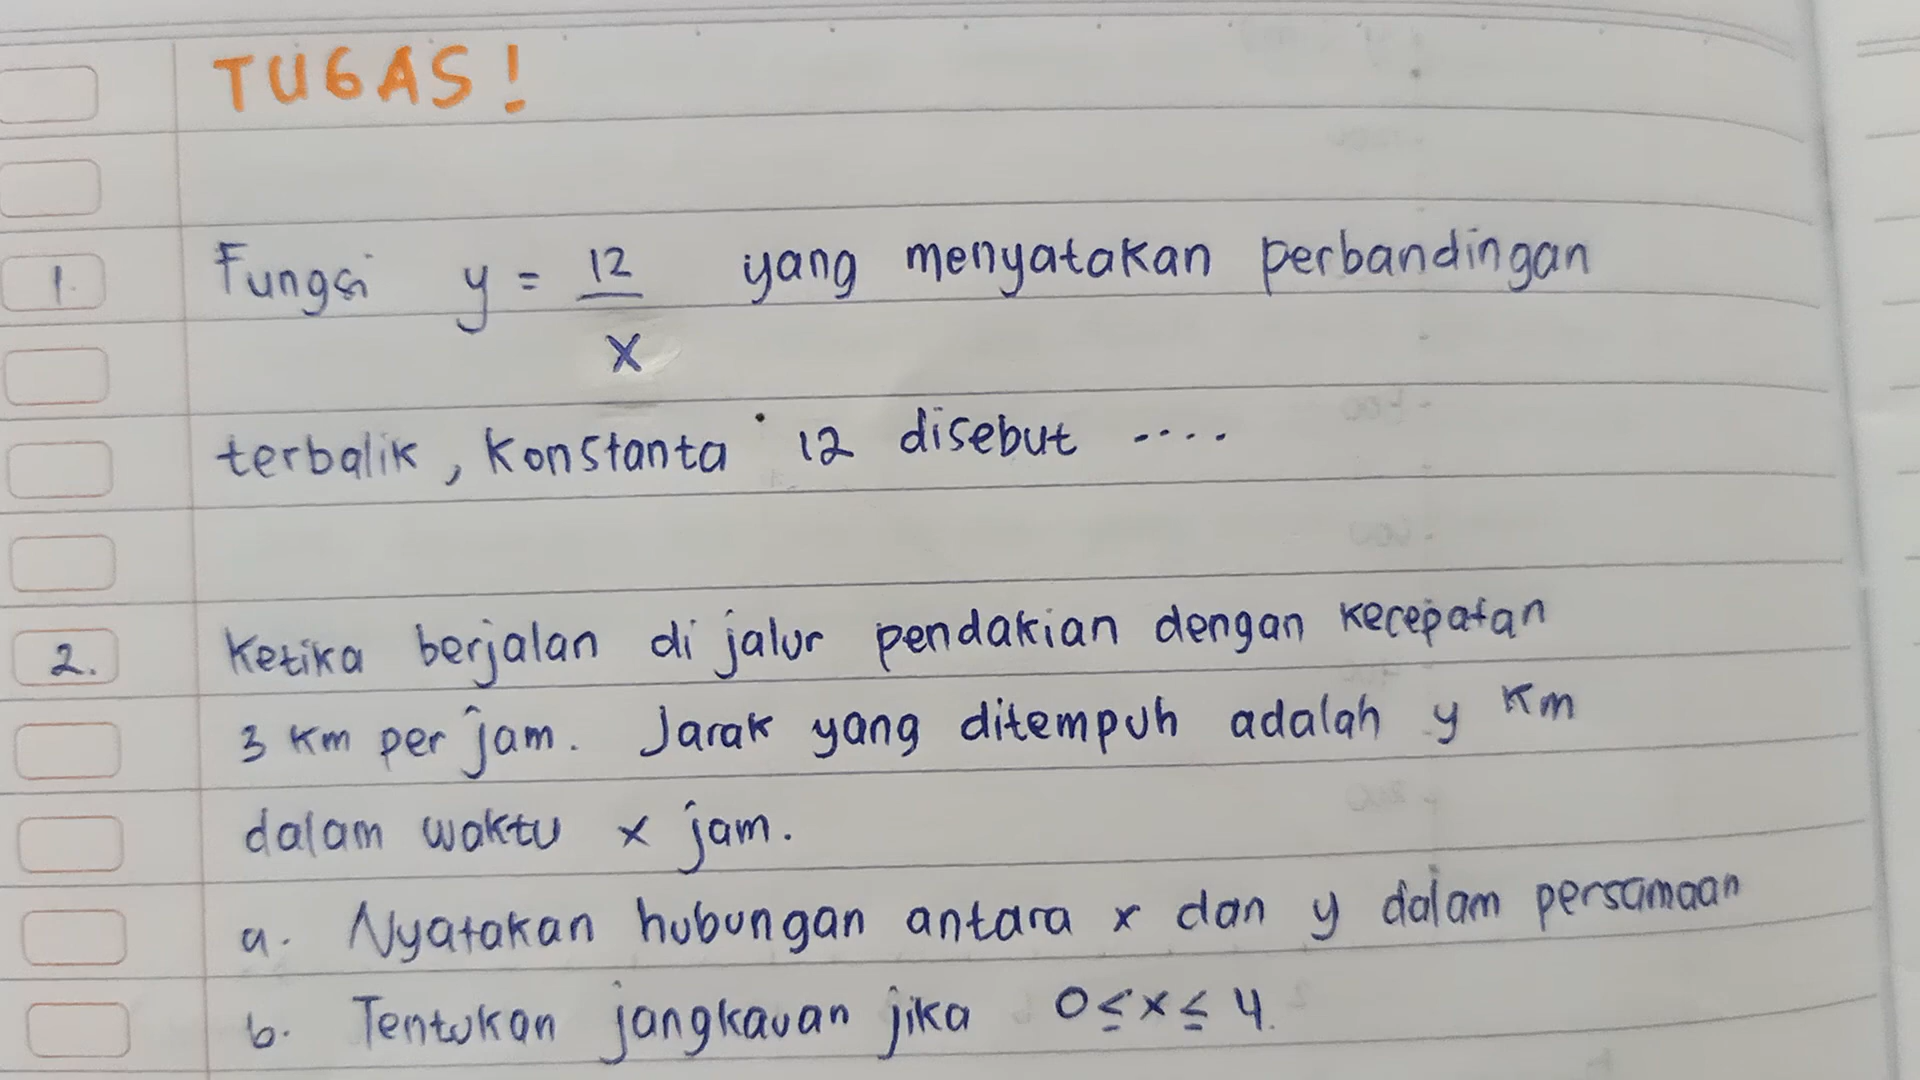 TUGAS!
1. Fungsi y = 12/x yang menyatakan perbandingan
terbalik, Konstanta 12 disebut ....
2. Ketika berjalan di jalur pendakian dengan kecepatan
3 Km per jam. Jarak yang ditempuh adalah y Km
dalam waktu x jam.
a. Nyatakan hubungan antara x dan y dalam persamaan
b. Tentukan jangkauan jika 0 ≤ x ≤ 4.